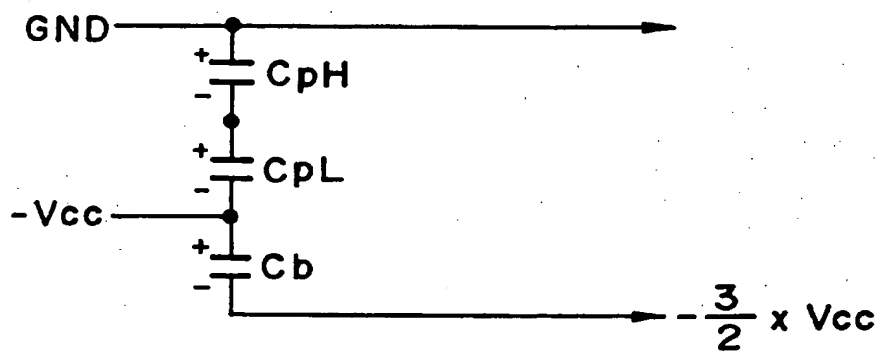 GND
+
CpH
-
+
CpL
-
-Vcc
+
Cb
-
- 3/2 x Vcc